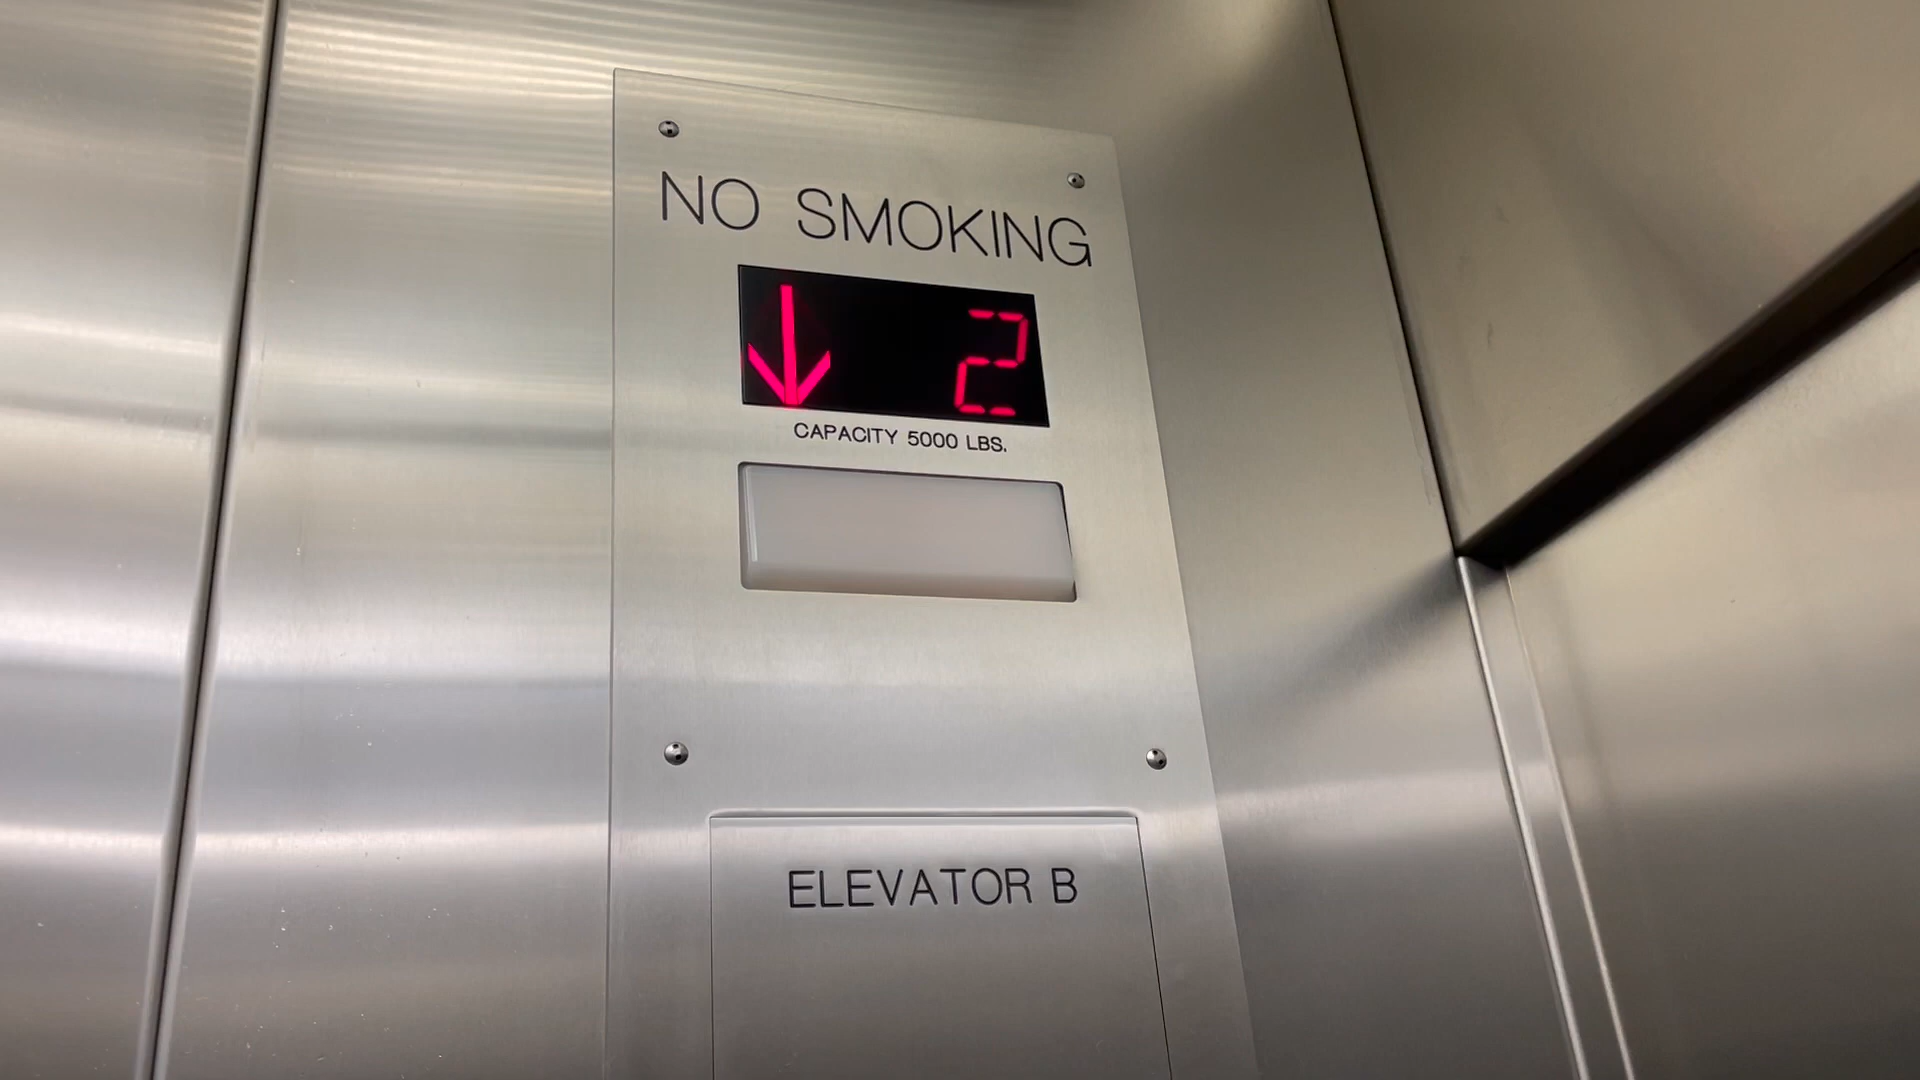 NO SMOKING
↓ 2
CAPACITY 5000 LBS.
ELEVATOR B